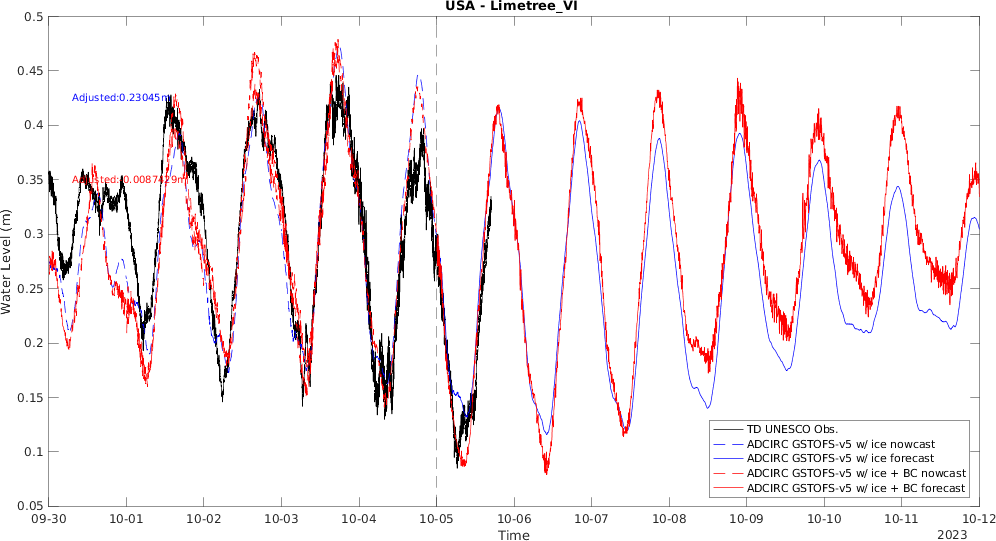 USA - Limetree_VI
Water Level (m)
0.5
0.45
0.4
0.35
0.3
0.25
0.2
0.15
0.1
0.05
Adjusted:0.23045m
Adjusted:-0.0087429m
TD UNESCO Obs.
ADCIRC GSTOFS-v5 w/ ice nowcast
ADCIRC GSTOFS-v5 w/ ice forecast
ADCIRC GSTOFS-v5 w/ ice + BC nowcast
ADCIRC GSTOFS-v5 w/ ice + BC forecast
09-30 10-01 10-02 10-03 10-04 10-05 10-06 10-07 10-08 10-09 10-10 10-11 10-12
Time
2023